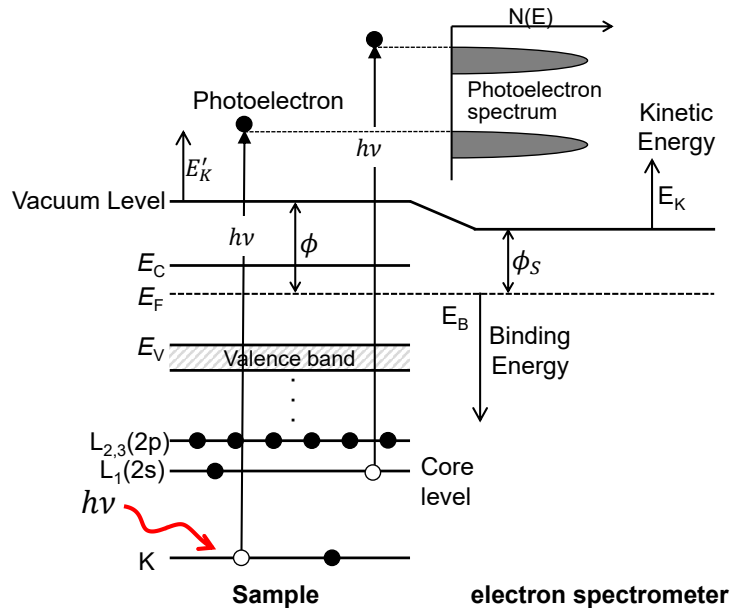 N(E)
Photoelectron
Photoelectron
spectrum
Kinetic
Energy
hν
E′K
EK
Vacuum Level
hν
ϕ
ϕS
EC
EF
EB
Binding
Energy
EV
Valence band
L2,3(2p)
L1(2s)
Core
level
hν
K
Sample
electron spectrometer